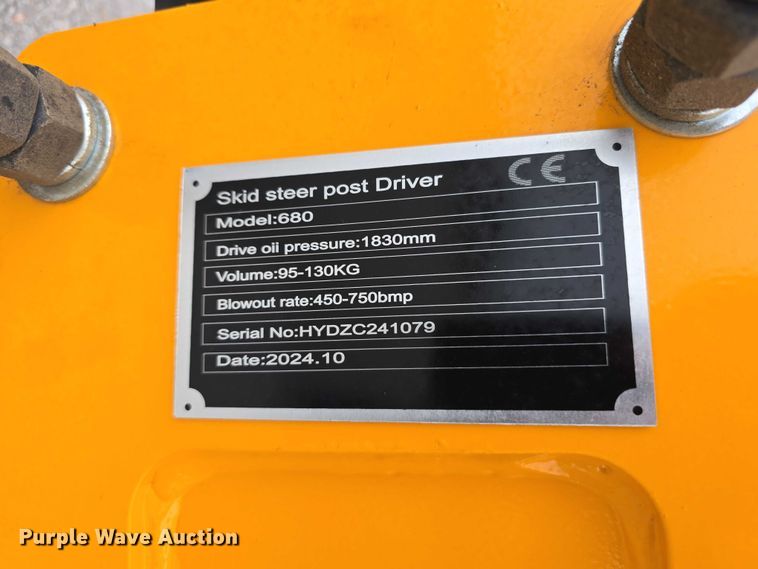 Skid steer post Driver CE
Model:680
Drive oii pressure:1830mm
Volume:95-130KG
Blowout rate:450-750bmp
Serial No:HYDZC241079
Date:2024.10
Purple Wave Auction